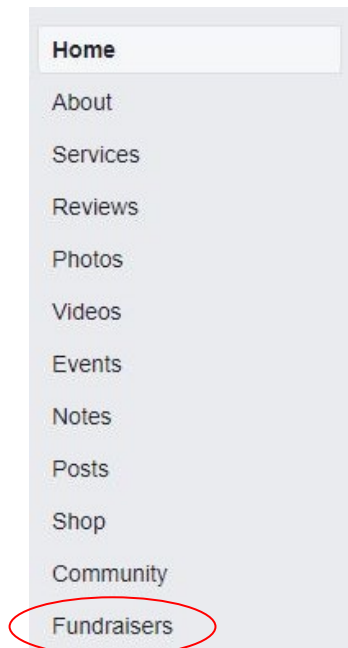 Home
About
Services
Reviews
Photos
Videos
Events
Notes
Posts
Shop
Community
Fundraisers